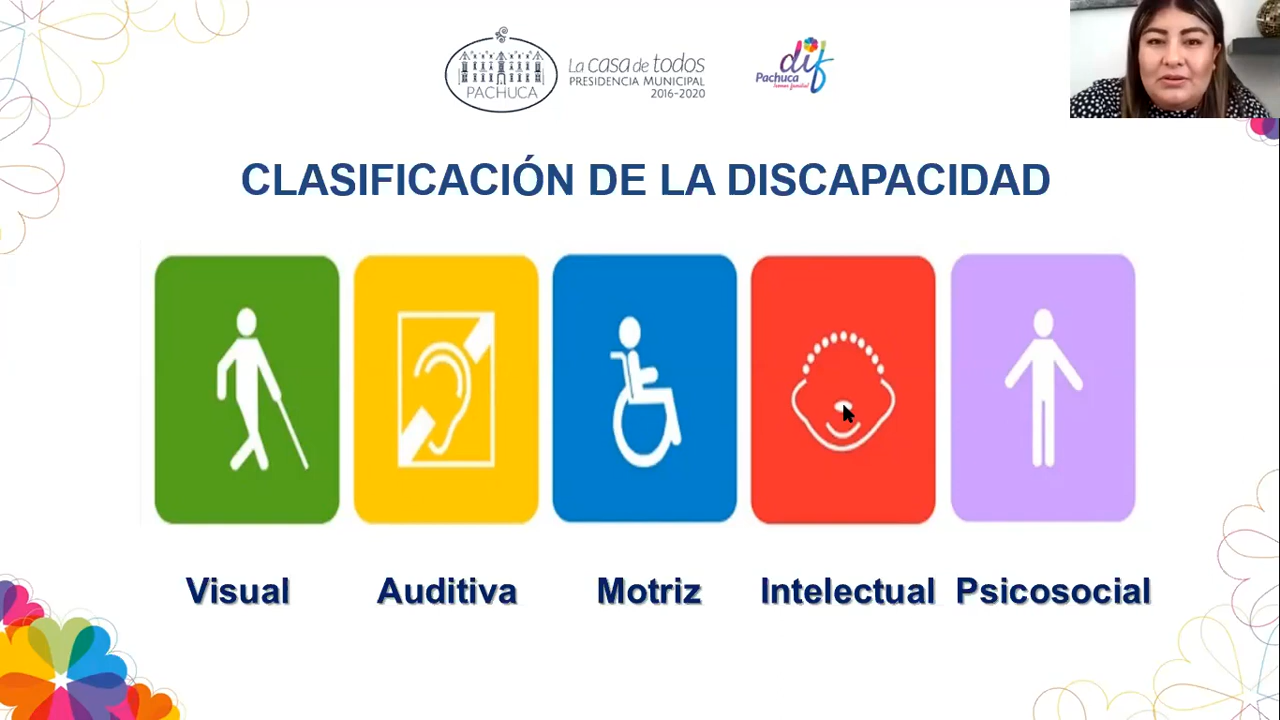 La casa de todos
PRESIDENCIA MUNICIPAL
2016-2020
PACHUCA
dif
Pachuca
CLASIFICACIÓN DE LA DISCAPACIDAD
Visual
Auditiva
Motriz
Intelectual
Psicosocial